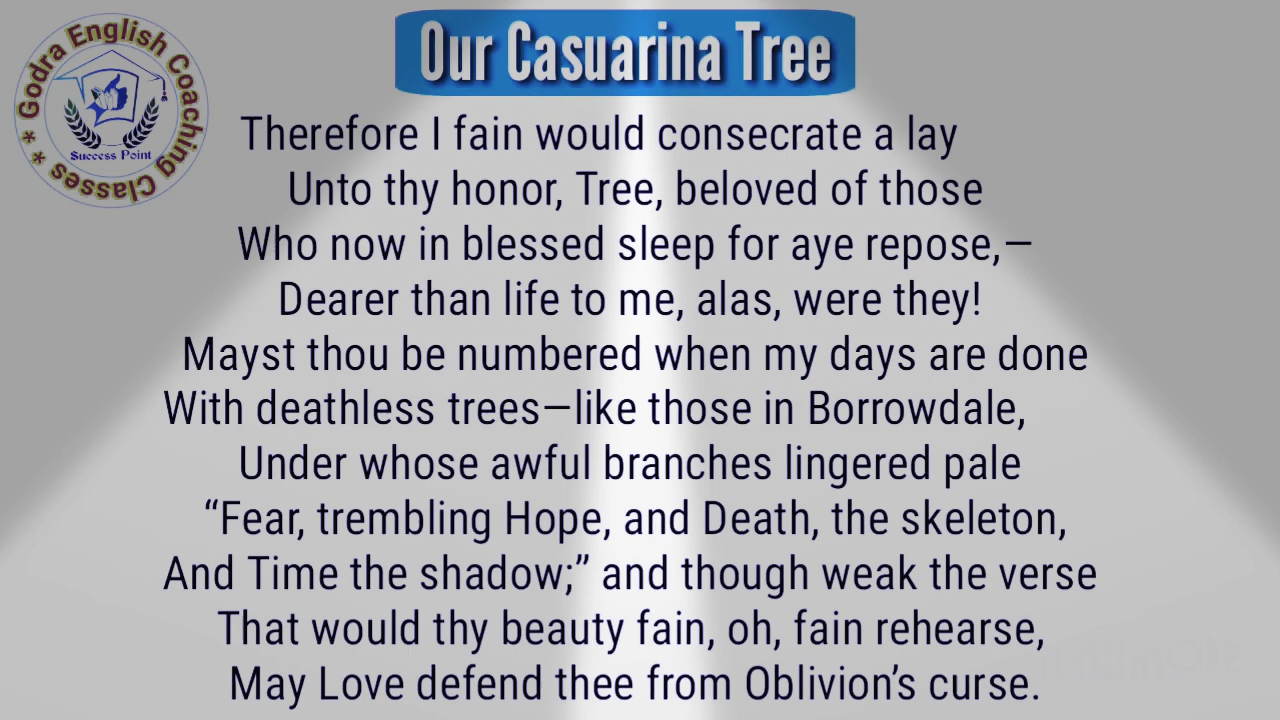 Godra English Coaching Classes **
Success Point
Our Casuarina Tree
Therefore I fain would consecrate a lay
Unto thy honor, Tree, beloved of those
Who now in blessed sleep for aye repose,—
Dearer than life to me, alas, were they!
Mayst thou be numbered when my days are done
With deathless trees—like those in Borrowdale,
Under whose awful branches lingered pale
“Fear, trembling Hope, and Death, the skeleton,
And Time the shadow;” and though weak the verse
That would thy beauty fain, oh, fain rehearse,
May Love defend thee from Oblivion’s curse.